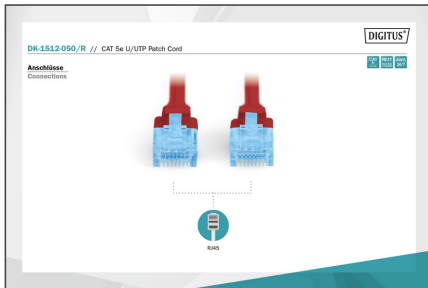 DIGITUS®
DK-1512-050/R // CAT 5e U/UTP Patch Cord
Anschlüsse
Connections
RJ45